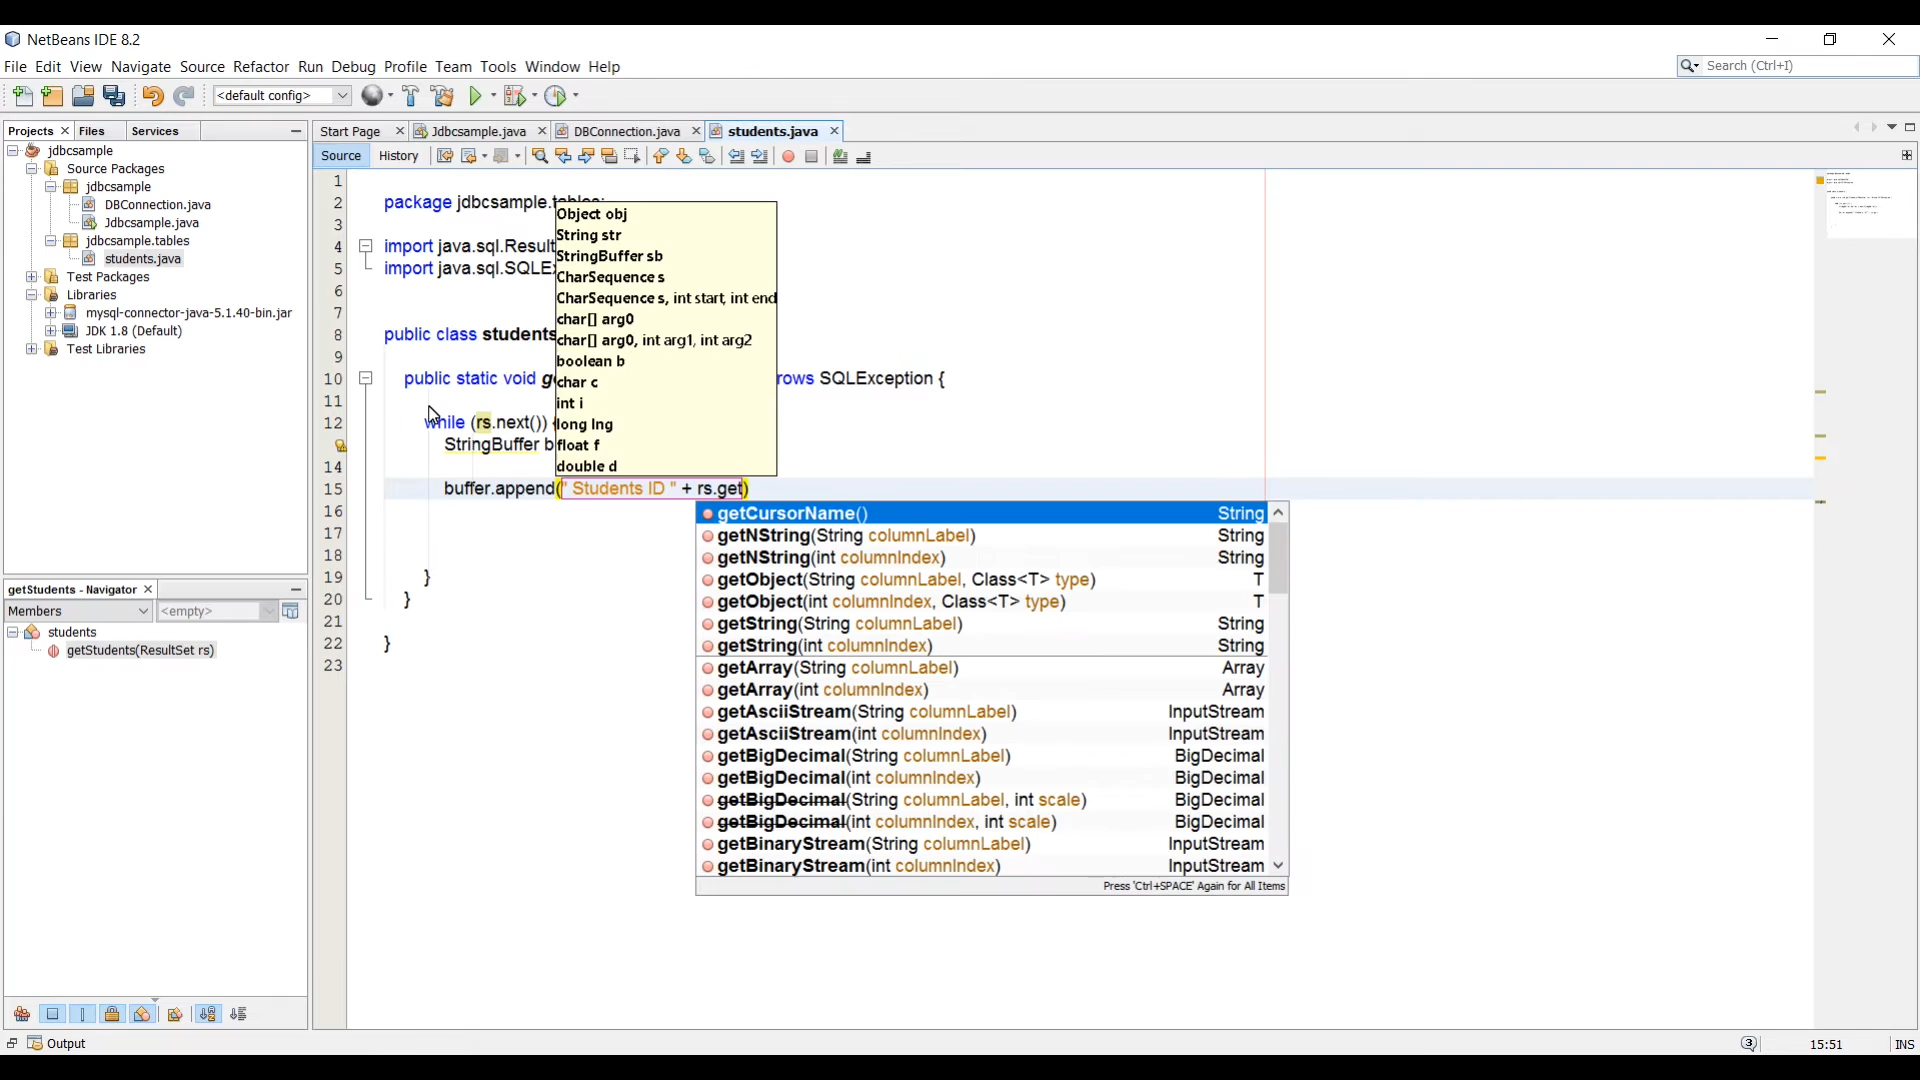 NetBeans IDE 8.2
File Edit View Navigate Source Refactor Run Debug Profile Team Tools Window Help
Search (Ctrl+I)
<default config>
Projects Files Services
jdbcsample
Source Packages
jdbcsample
DBConnection.java
Jdbcsample.java
jdbcsample.tables
students.java
Test Packages
Libraries
mysql-connector-java-5.1.40-bin.jar
JDK 1.8 (Default)
Test Libraries
getStudents - Navigator
Members <empty>
students
getStudents(ResultSet rs)
Start Page Jdbcsample.java DBConnection.java students.java
Source History
1
2 package jdbcsample.tables;
3
4 import java.sql.Result
5 import java.sql.SQLEx
6
7
8 public class students
9
10 public static void ge rows SQLException {
11
12 while (rs.next()) {
StringBuffer b
14
15 buffer.append(" Students ID " + rs.get)
16
17
18
19 }
20 }
21
22 }
23
Object obj
String str
StringBuffer sb
CharSequence s
CharSequence s, int start, int end
char[] arg0
char[] arg0, int arg1, int arg2
boolean b
char c
int i
long lng
float f
double d
getCursorName() String
getNString(String columnLabel) String
getNString(int columnIndex) String
getObject(String columnLabel, Class<T> type) T
getObject(int columnIndex, Class<T> type) T
getString(String columnLabel) String
getString(int columnIndex) String
getArray(String columnLabel) Array
getArray(int columnIndex) Array
getAsciiStream(String columnLabel) InputStream
getAsciiStream(int columnIndex) InputStream
getBigDecimal(String columnLabel) BigDecimal
getBigDecimal(int columnIndex) BigDecimal
getBigDecimal(String columnLabel, int scale) BigDecimal
getBigDecimal(int columnIndex, int scale) BigDecimal
getBinaryStream(String columnLabel) InputStream
getBinaryStream(int columnIndex) InputStream
Press 'Ctrl+SPACE' Again for All Items
Output
3
15:51
INS